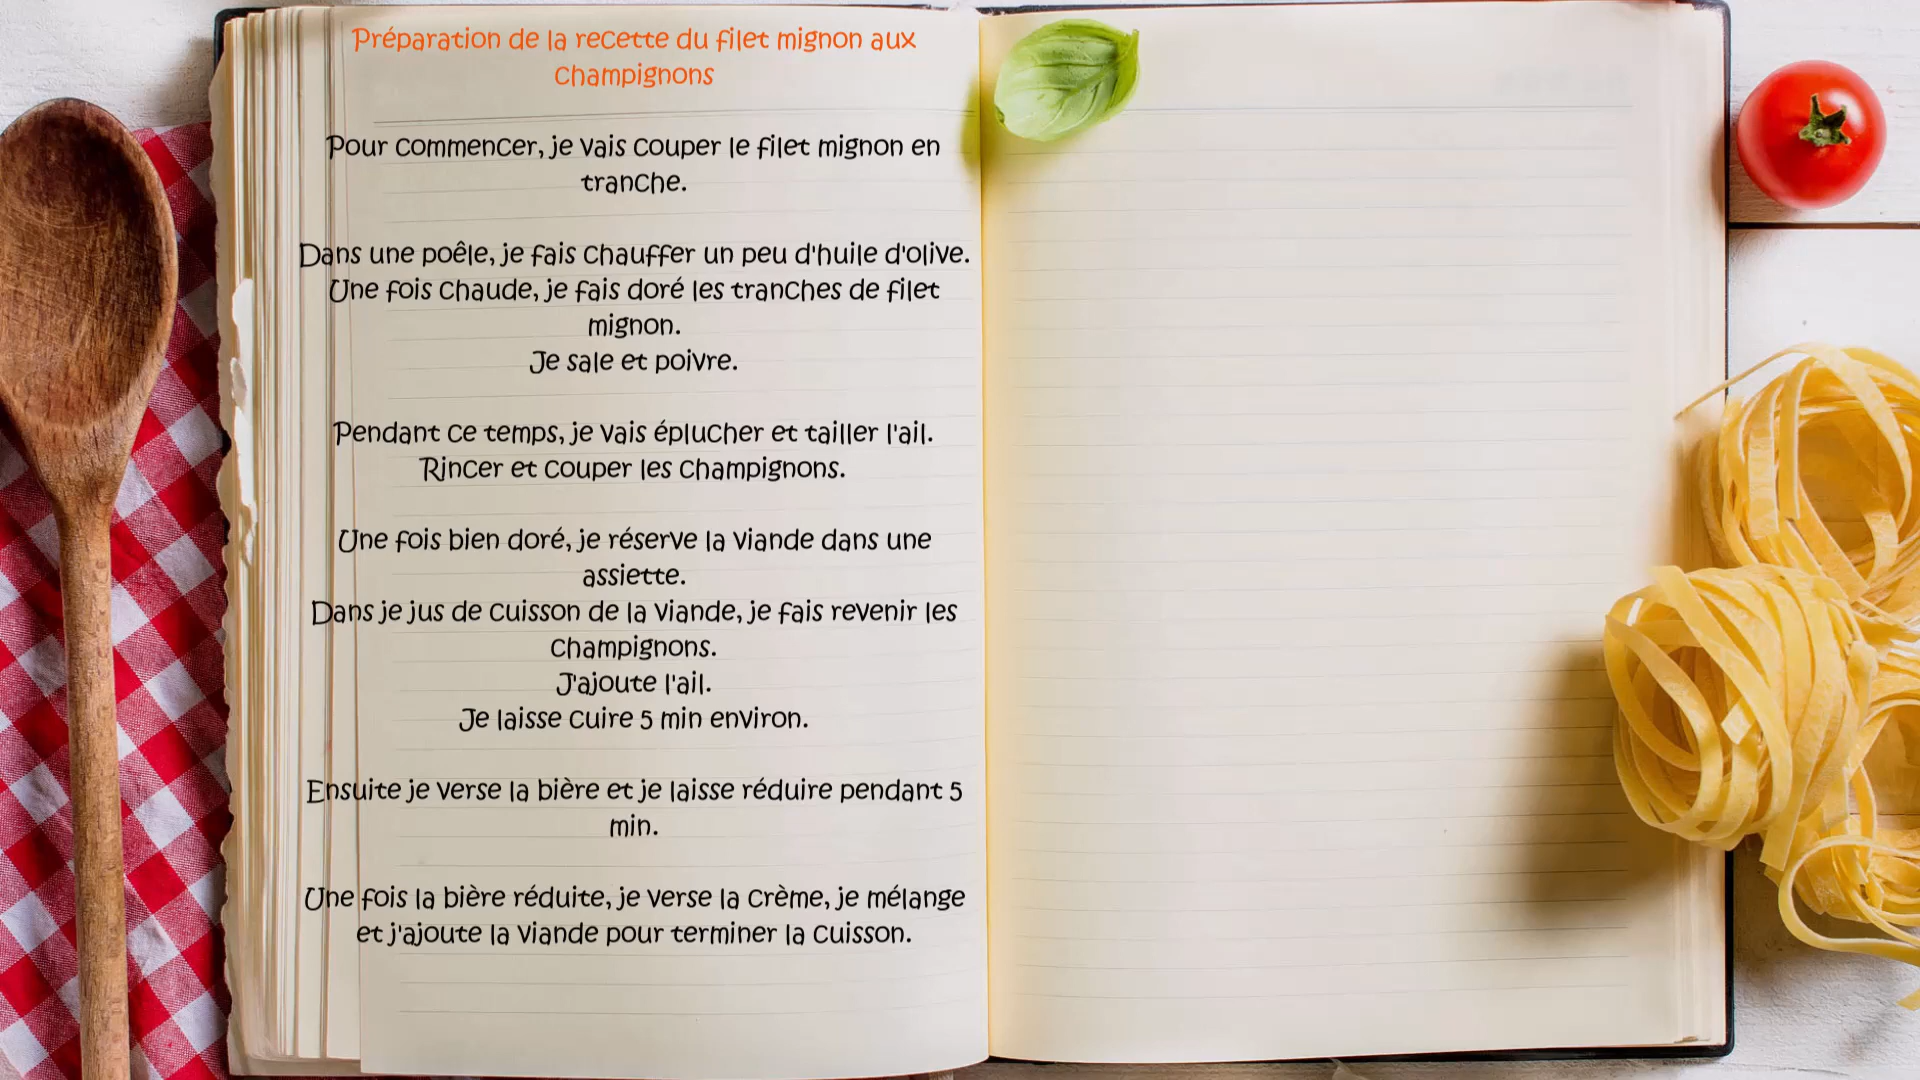 Préparation de la recette du filet mignon aux
champignons
Pour commencer, je vais couper le filet mignon en
tranche.
Dans une poêle, je fais chauffer un peu d'huile d'olive.
Une fois chaude, je fais doré les tranches de filet
mignon.
Je sale et poivre.
Pendant ce temps, je vais éplucher et tailler l'ail.
Rincer et couper les champignons.
Une fois bien doré, je réserve la viande dans une
assiette.
Dans je jus de cuisson de la viande, je fais revenir les
champignons.
J'ajoute l'ail.
Je laisse cuire 5 min environ.
Ensuite je verse la bière et je laisse réduire pendant 5
min.
Une fois la bière réduite, je verse la crème, je mélange
et j'ajoute la viande pour terminer la cuisson.